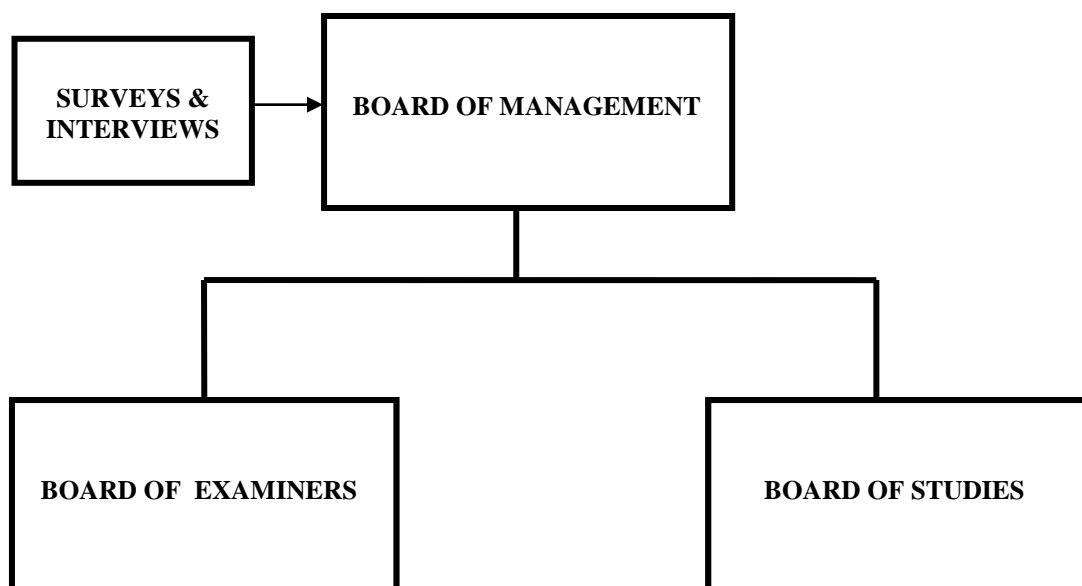 SURVEYS &
INTERVIEWS
BOARD OF MANAGEMENT
BOARD OF EXAMINERS
BOARD OF STUDIES